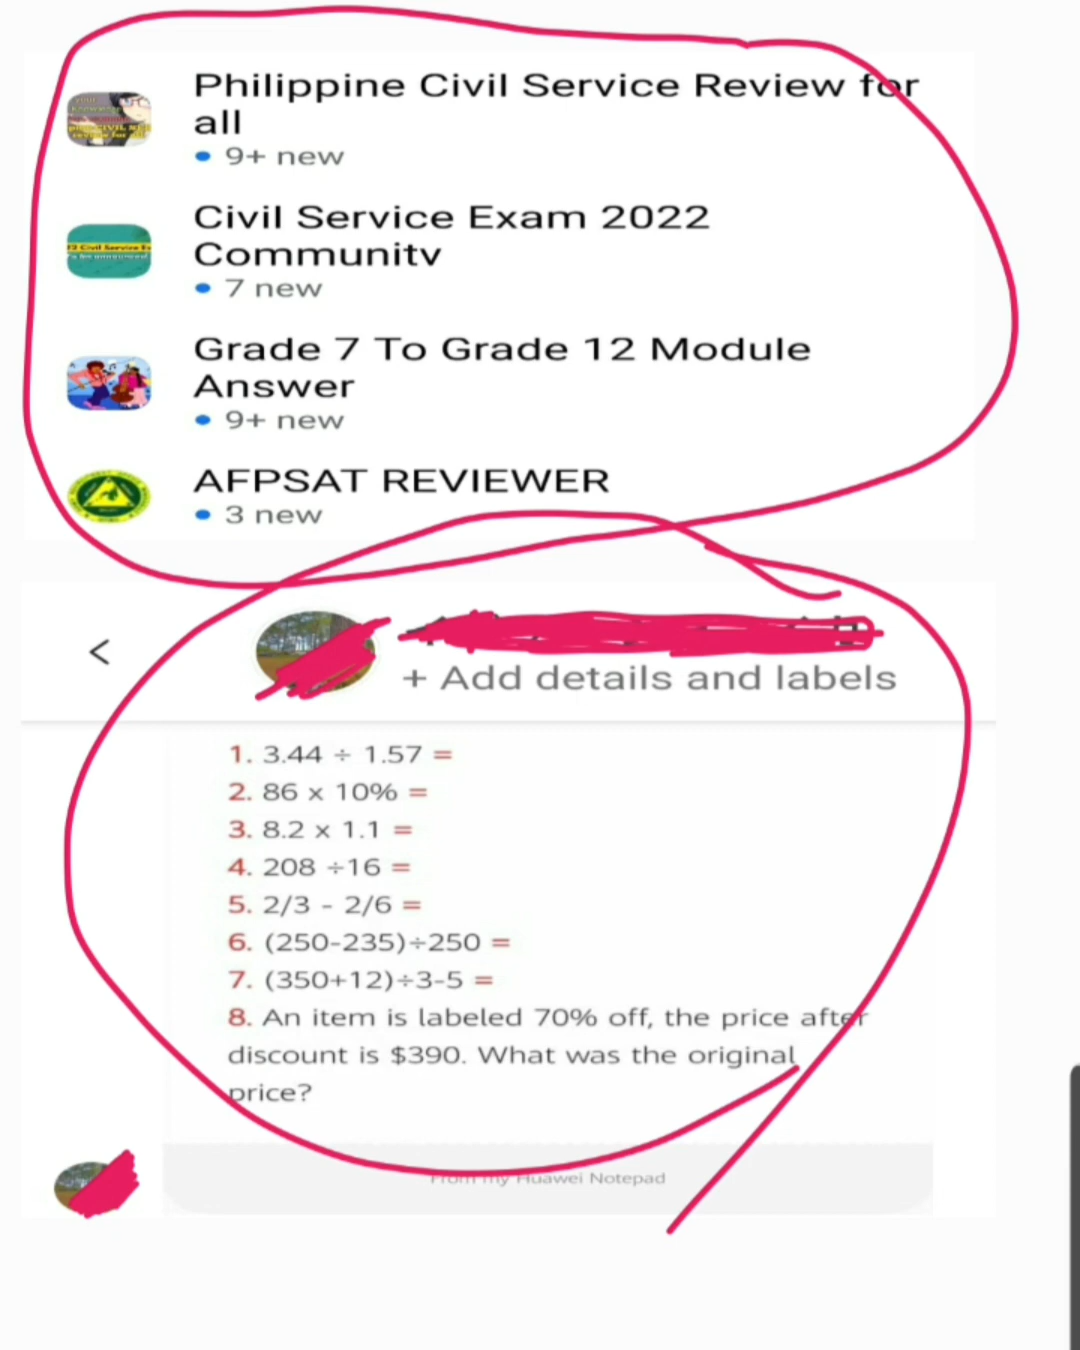 Philippine Civil Service Review for
all
9+ new
Civil Service Exam 2022
Community
7 new
Grade 7 To Grade 12 Module
Answer
9+ new
AFPSAT REVIEWER
3 new
<
+ Add details and labels
1. 3.44 ÷ 1.57 =
2. 86 x 10% =
3. 8.2 x 1.1 =
4. 208 ÷16 =
5. 2/3 - 2/6 =
6. (250-235)÷250 =
7. (350+12)÷3-5 =
8. An item is labeled 70% off, the price after
discount is $390. What was the original
price?
From my Huawei Notepad